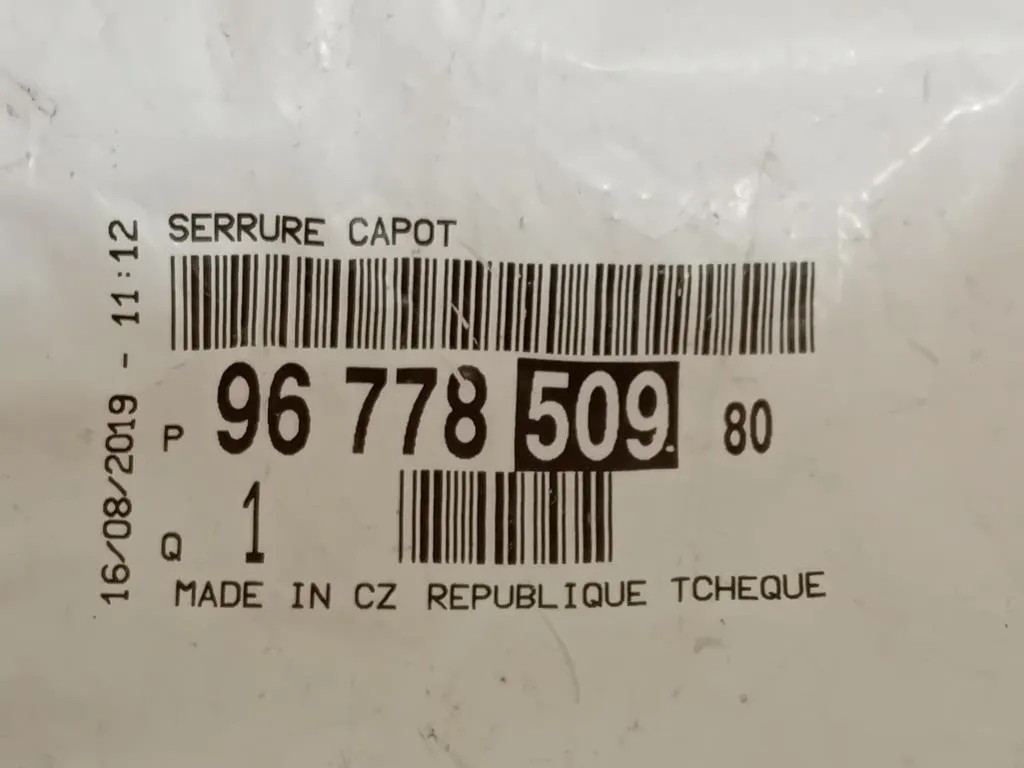 SERRURE CAPOT
P 96 778 509 80
Q 1
MADE IN CZ REPUBLIQUE TCHEQUE
16/08/2019 - 11:12